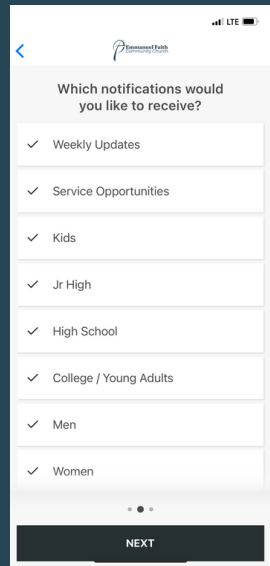 LTE
Emmanuel Faith
Community Church
Which notifications would
you like to receive?
Weekly Updates
Service Opportunities
Kids
Jr High
High School
College / Young Adults
Men
Women
NEXT